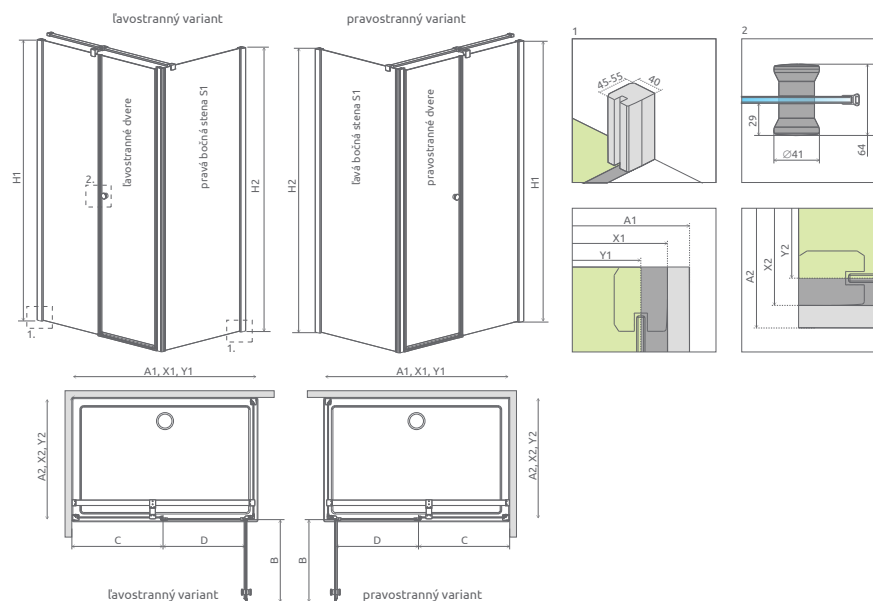 ľavostranný variant
pravostranný variant
H1
2.
ľavostranné dvere
pravá bočná stena S1
H2
1.
1.
H2
ľavá bočná stena S1
pravostranné dvere
H1
1
45-55
40
2
29
Ø41
64
A1
X1
Y1
A2
X2
Y2
A1, X1, Y1
A2, X2, Y2
C
D
B
ľavostranný variant
A1, X1, Y1
A2, X2, Y2
D
C
B
pravostranný variant